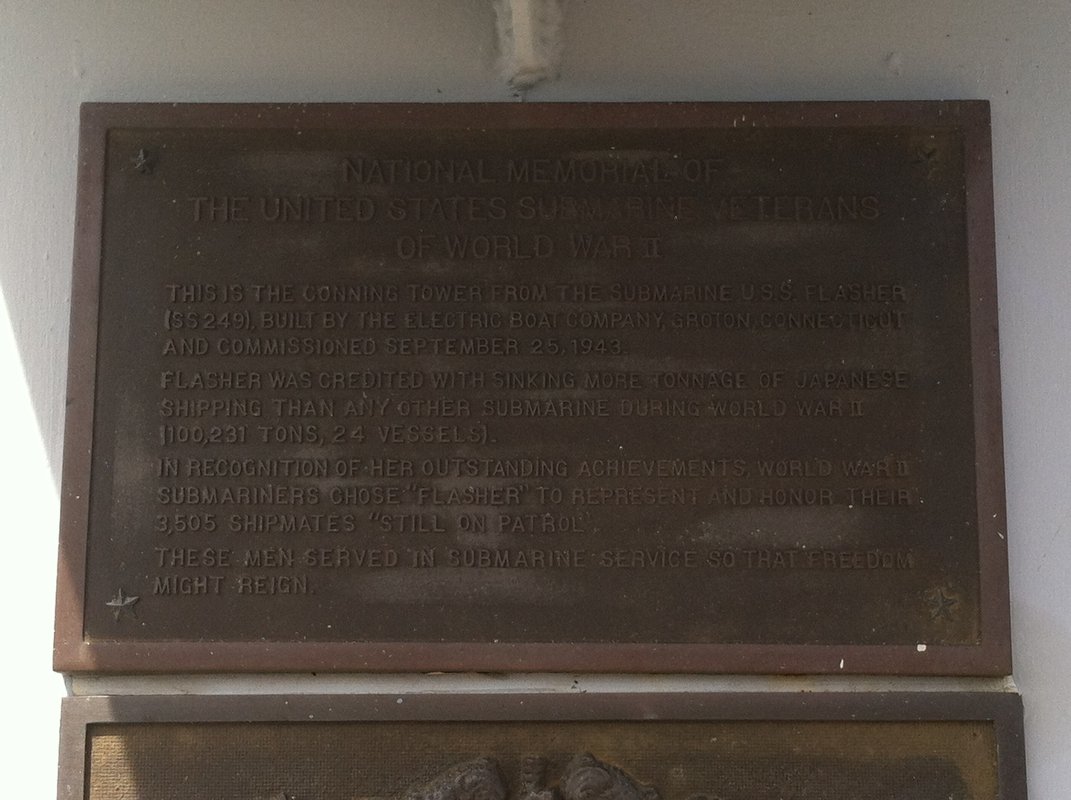 NATIONAL MEMORIAL OF
THE UNITED STATES SUBMARINE VETERANS
OF WORLD WAR II
THIS IS THE CONNING TOWER FROM THE SUBMARINE U.S.S. FLASHER
(SS249), BUILT BY THE ELECTRIC BOAT COMPANY, GROTON, CONNECTICUT
AND COMMISSIONED SEPTEMBER 25, 1943.
FLASHER WAS CREDITED WITH SINKING MORE TONNAGE OF JAPANESE
SHIPPING THAN ANY OTHER SUBMARINE DURING WORLD WAR II
(100,231 TONS, 24 VESSELS).
IN RECOGNITION OF HER OUTSTANDING ACHIEVEMENTS, WORLD WAR II
SUBMARINERS CHOSE "FLASHER" TO REPRESENT AND HONOR THEIR
3,505 SHIPMATES "STILL ON PATROL".
THESE MEN SERVED IN SUBMARINE SERVICE SO THAT FREEDOM
MIGHT REIGN.